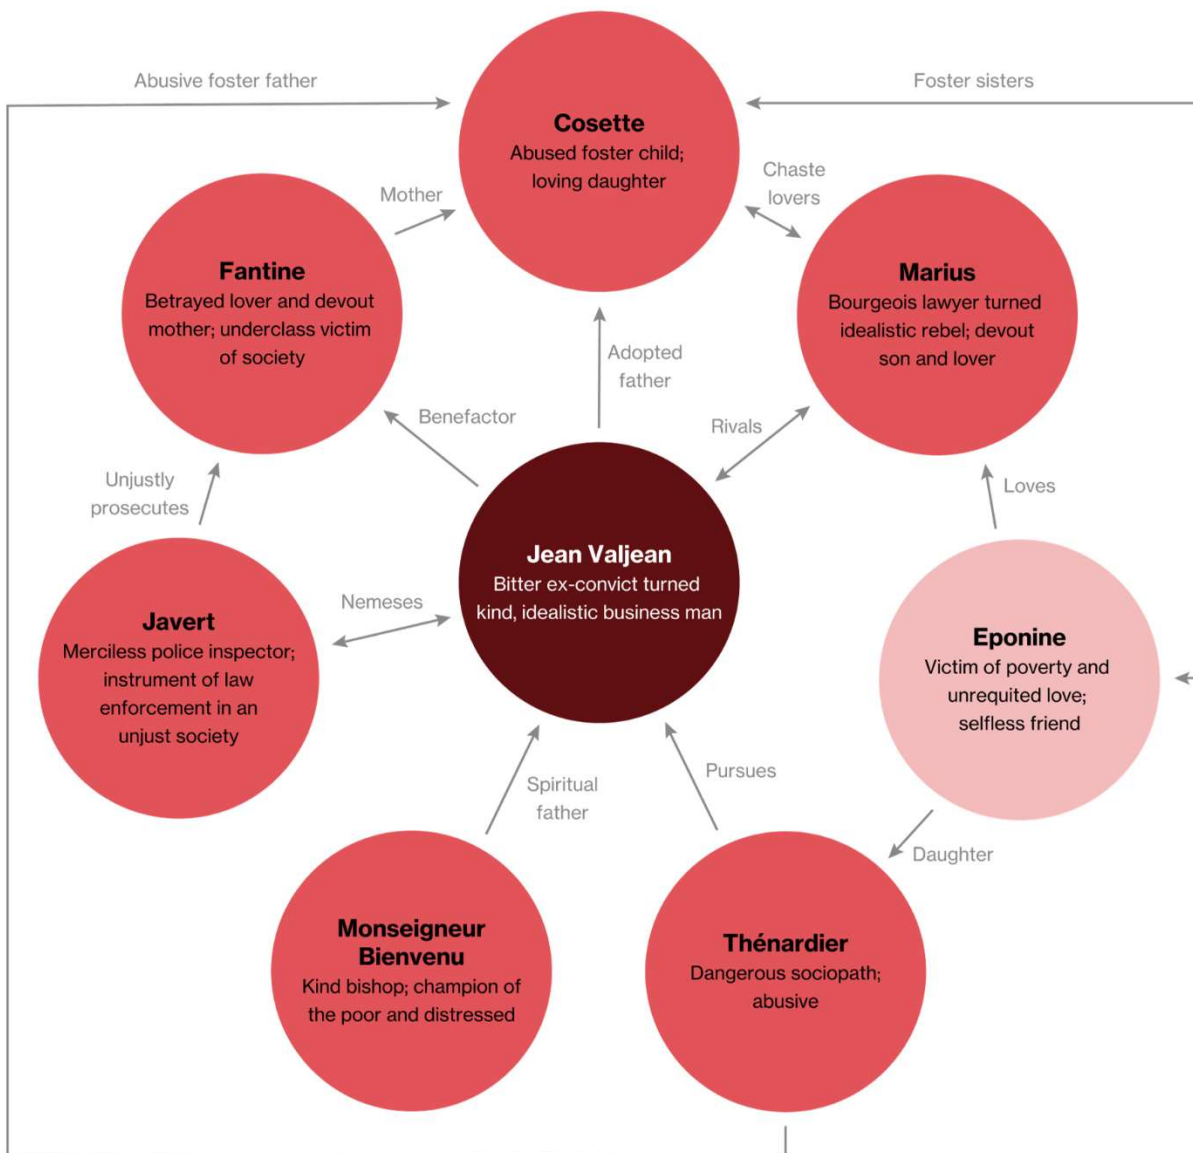 Abusive foster father
Foster sisters
Cosette
Abused foster child;
loving daughter
Chaste
lovers
Mother
Fantine
Betrayed lover and devout
mother; underclass victim
of society
Marius
Bourgeois lawyer turned
idealistic rebel; devout
son and lover
Adopted
father
Benefactor
Rivals
Unjustly
prosecutes
Loves
Jean Valjean
Bitter ex-convict turned
kind, idealistic business man
Nemeses
Javert
Merciless police inspector;
instrument of law
enforcement in an
unjust society
Eponine
Victim of poverty and
unrequited love;
selfless friend
Spiritual
father
Pursues
Daughter
Monseigneur
Bienvenu
Kind bishop; champion of
the poor and distressed
Thénardier
Dangerous sociopath;
abusive